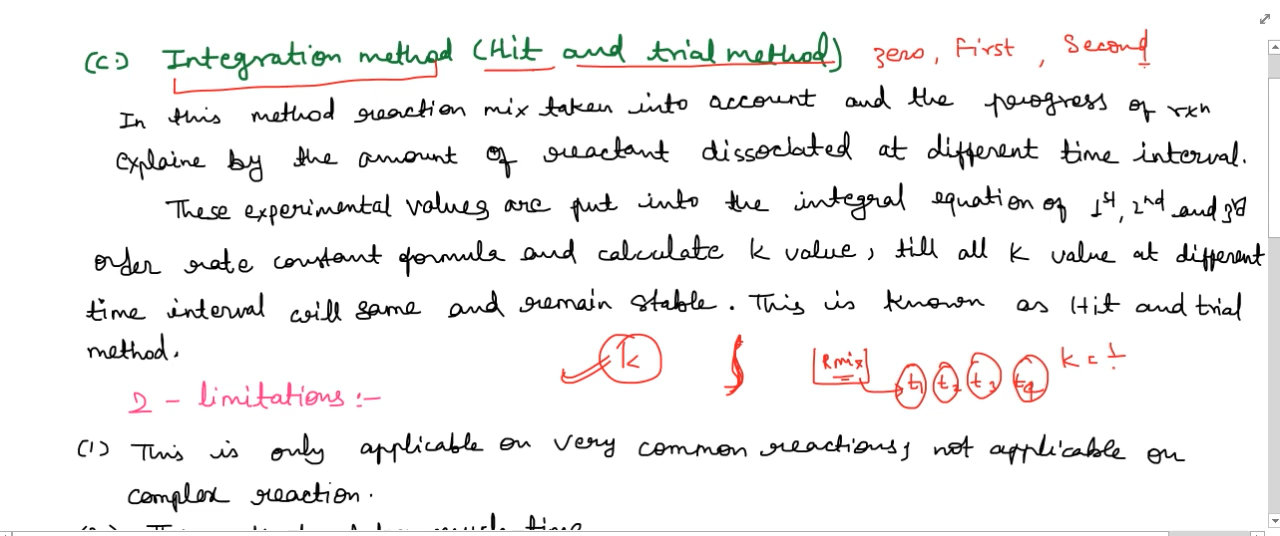 (C) Integration method (Hit and trial method) zero, First, Second
In this method reaction mix taken into account and the progress of rxn
explaine by the amount of reactant dissociated at different time interval.
These experimental values are put into the integral equation of 1st, 2nd and 3rd
order rate constant formula and calculate k value, till all k value at different
time interval will same and remain stable. This is known as Hit and trial
method.
k ∫ Rmix t1 t2 t3 t4 k = 1
2 - limitations :-
(1) This is only applicable on very common reactions, not applicable on
complex reaction.
time